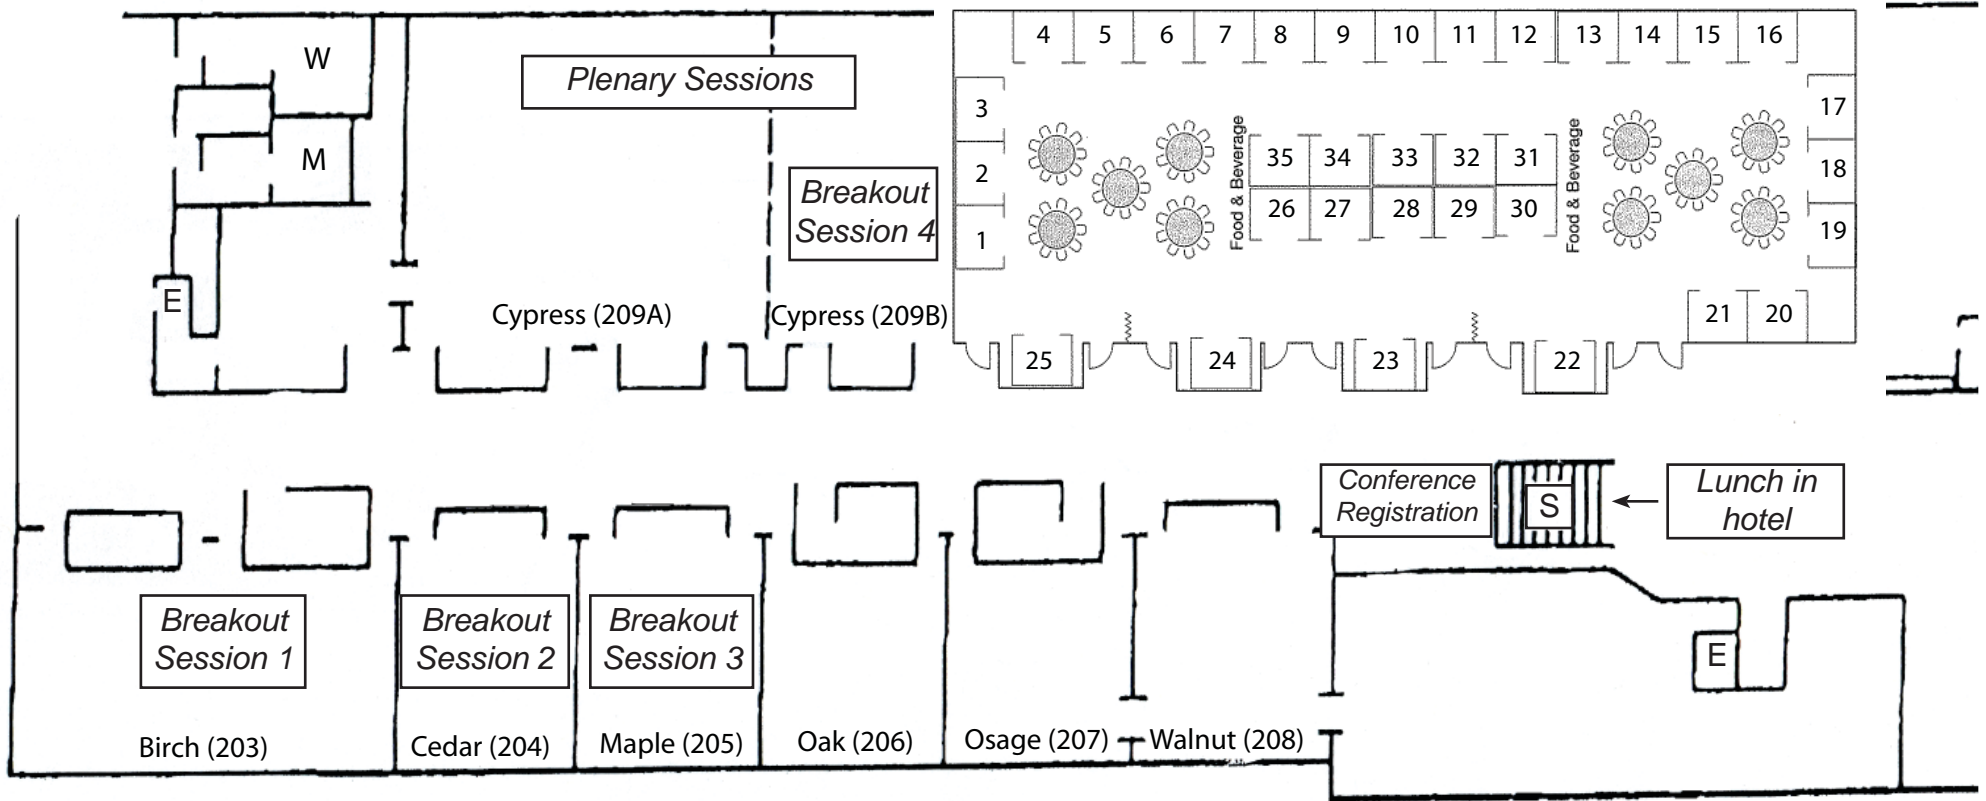 W
M
E
Plenary Sessions
Breakout
Session 4
Cypress (209A)
Cypress (209B)
4 5 6 7 8 9 10 11 12 13 14 15 16
3
2
1
17
18
19
Food & Beverage
35 34 33 32 31
26 27 28 29 30
Food & Beverage
21 20
25 24 23 22
Conference
Registration
S
Lunch in
hotel
E
Breakout
Session 1
Breakout
Session 2
Breakout
Session 3
Birch (203)
Cedar (204)
Maple (205)
Oak (206)
Osage (207)
Walnut (208)